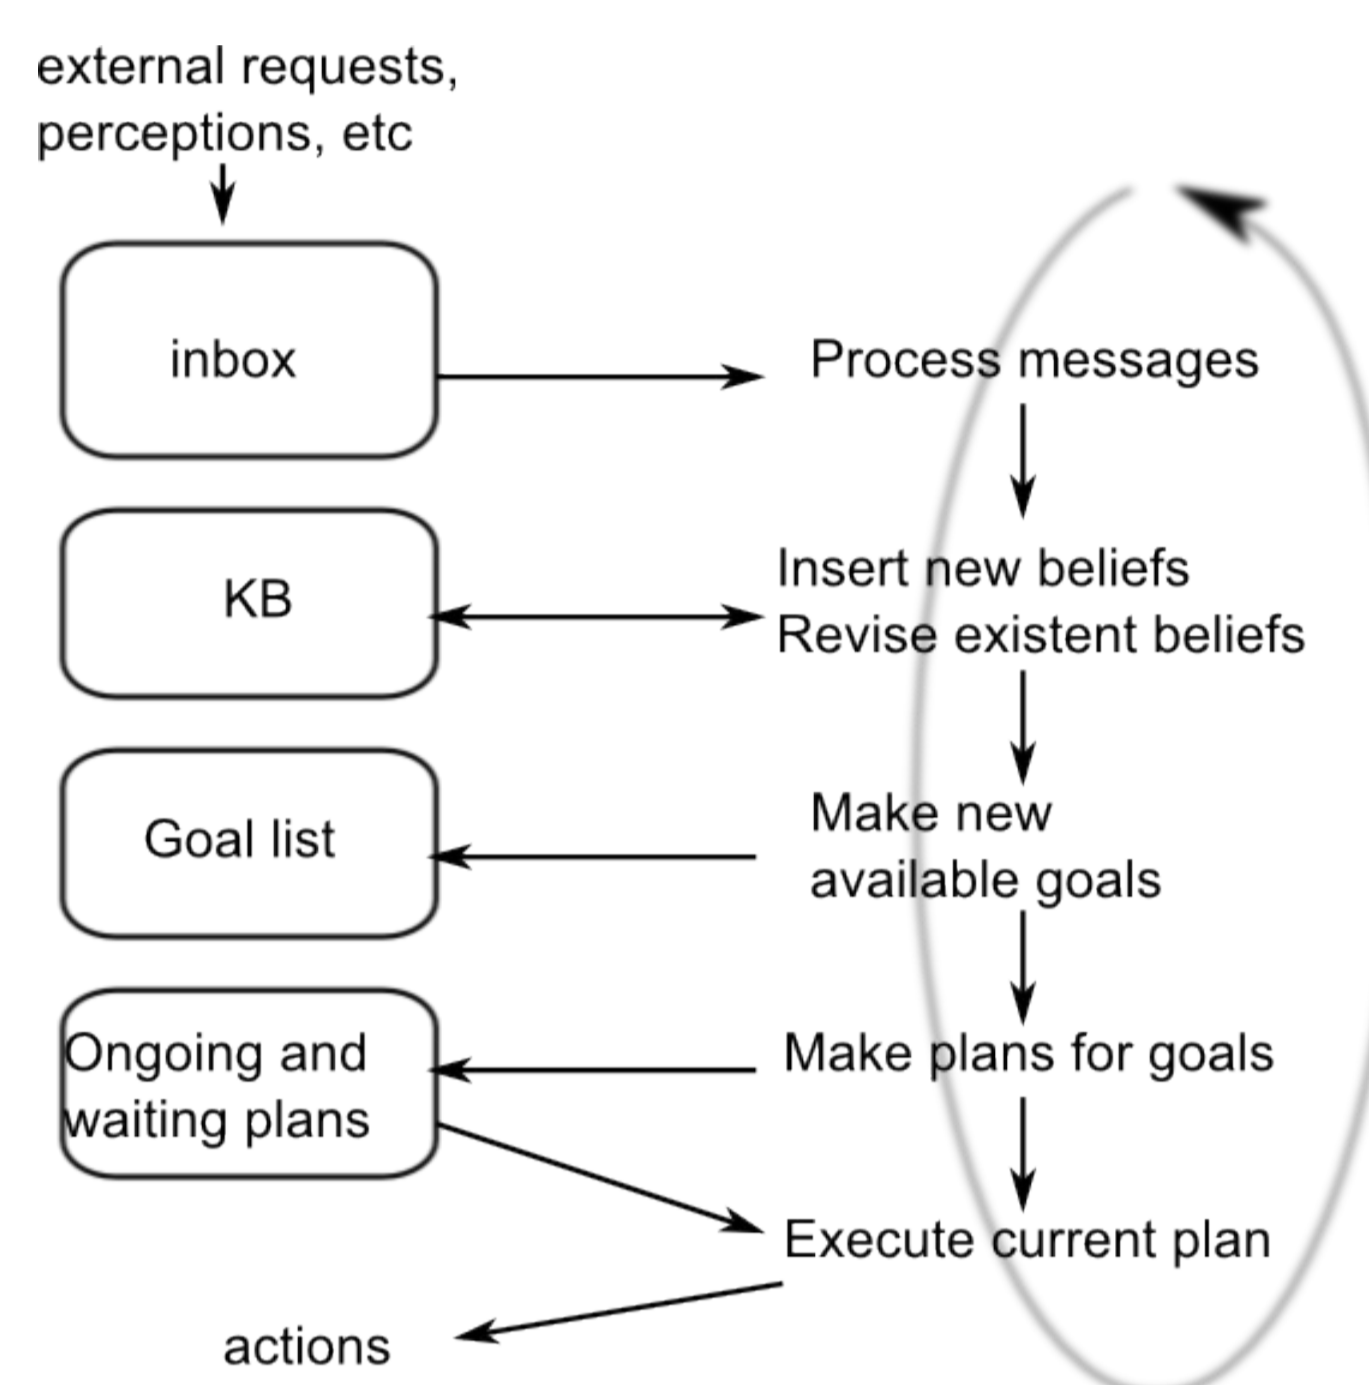 external requests,
perceptions, etc
inbox
Process messages
KB
Insert new beliefs
Revise existent beliefs
Goal list
Make new
available goals
Ongoing and
waiting plans
Make plans for goals
Execute current plan
actions